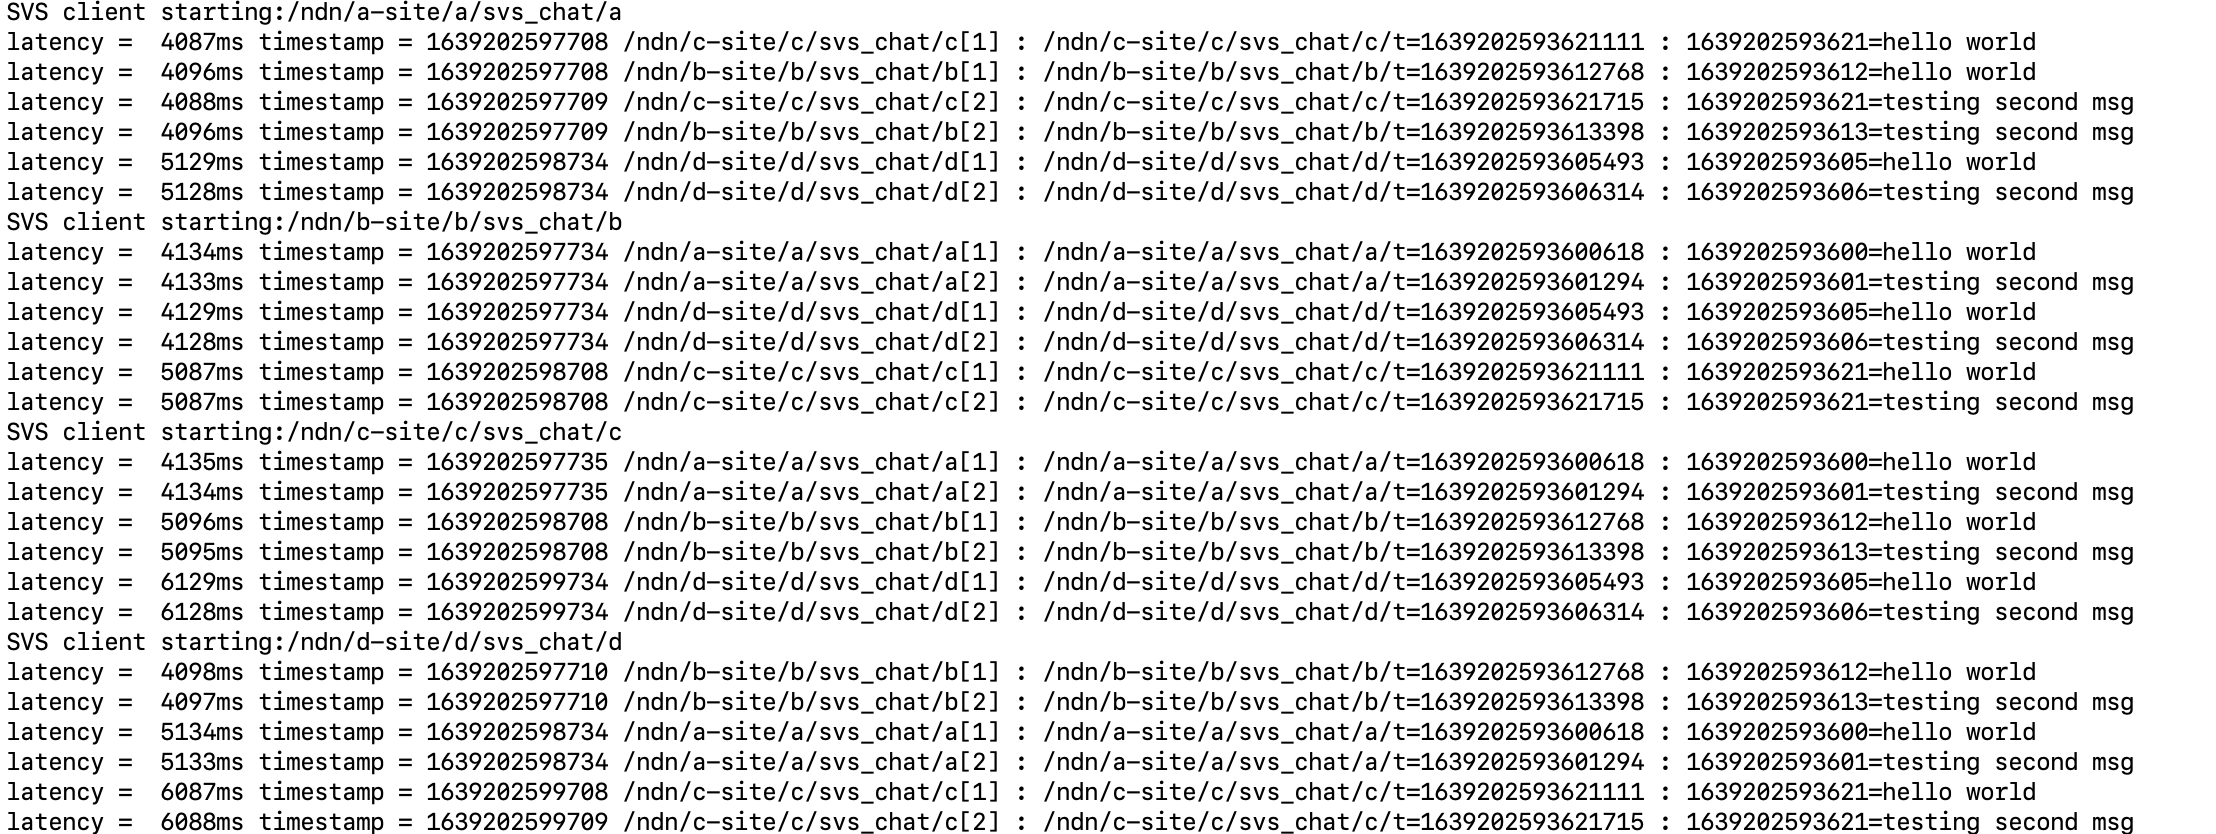 SVS client starting:/ndn/a-site/a/svs_chat/a
latency =  4087ms timestamp = 1639202597708 /ndn/c-site/c/svs_chat/c[1] : /ndn/c-site/c/svs_chat/c/t=1639202593621111 : 1639202593621=hello world
latency =  4096ms timestamp = 1639202597708 /ndn/b-site/b/svs_chat/b[1] : /ndn/b-site/b/svs_chat/b/t=1639202593612768 : 1639202593612=hello world
latency =  4088ms timestamp = 1639202597709 /ndn/c-site/c/svs_chat/c[2] : /ndn/c-site/c/svs_chat/c/t=1639202593621715 : 1639202593621=testing second msg
latency =  4096ms timestamp = 1639202597709 /ndn/b-site/b/svs_chat/b[2] : /ndn/b-site/b/svs_chat/b/t=1639202593613398 : 1639202593613=testing second msg
latency =  5129ms timestamp = 1639202598734 /ndn/d-site/d/svs_chat/d[1] : /ndn/d-site/d/svs_chat/d/t=1639202593605493 : 1639202593605=hello world
latency =  5128ms timestamp = 1639202598734 /ndn/d-site/d/svs_chat/d[2] : /ndn/d-site/d/svs_chat/d/t=1639202593606314 : 1639202593606=testing second msg
SVS client starting:/ndn/b-site/b/svs_chat/b
latency =  4134ms timestamp = 1639202597734 /ndn/a-site/a/svs_chat/a[1] : /ndn/a-site/a/svs_chat/a/t=1639202593600618 : 1639202593600=hello world
latency =  4133ms timestamp = 1639202597734 /ndn/a-site/a/svs_chat/a[2] : /ndn/a-site/a/svs_chat/a/t=1639202593601294 : 1639202593601=testing second msg
latency =  4129ms timestamp = 1639202597734 /ndn/d-site/d/svs_chat/d[1] : /ndn/d-site/d/svs_chat/d/t=1639202593605493 : 1639202593605=hello world
latency =  4128ms timestamp = 1639202597734 /ndn/d-site/d/svs_chat/d[2] : /ndn/d-site/d/svs_chat/d/t=1639202593606314 : 1639202593606=testing second msg
latency =  5087ms timestamp = 1639202598708 /ndn/c-site/c/svs_chat/c[1] : /ndn/c-site/c/svs_chat/c/t=1639202593621111 : 1639202593621=hello world
latency =  5087ms timestamp = 1639202598708 /ndn/c-site/c/svs_chat/c[2] : /ndn/c-site/c/svs_chat/c/t=1639202593621715 : 1639202593621=testing second msg
SVS client starting:/ndn/c-site/c/svs_chat/c
latency =  4135ms timestamp = 1639202597735 /ndn/a-site/a/svs_chat/a[1] : /ndn/a-site/a/svs_chat/a/t=1639202593600618 : 1639202593600=hello world
latency =  4134ms timestamp = 1639202597735 /ndn/a-site/a/svs_chat/a[2] : /ndn/a-site/a/svs_chat/a/t=1639202593601294 : 1639202593601=testing second msg
latency =  5096ms timestamp = 1639202598708 /ndn/b-site/b/svs_chat/b[1] : /ndn/b-site/b/svs_chat/b/t=1639202593612768 : 1639202593612=hello world
latency =  5095ms timestamp = 1639202598708 /ndn/b-site/b/svs_chat/b[2] : /ndn/b-site/b/svs_chat/b/t=1639202593613398 : 1639202593613=testing second msg
latency =  6129ms timestamp = 1639202599734 /ndn/d-site/d/svs_chat/d[1] : /ndn/d-site/d/svs_chat/d/t=1639202593605493 : 1639202593605=hello world
latency =  6128ms timestamp = 1639202599734 /ndn/d-site/d/svs_chat/d[2] : /ndn/d-site/d/svs_chat/d/t=1639202593606314 : 1639202593606=testing second msg
SVS client starting:/ndn/d-site/d/svs_chat/d
latency =  4098ms timestamp = 1639202597710 /ndn/b-site/b/svs_chat/b[1] : /ndn/b-site/b/svs_chat/b/t=1639202593612768 : 1639202593612=hello world
latency =  4097ms timestamp = 1639202597710 /ndn/b-site/b/svs_chat/b[2] : /ndn/b-site/b/svs_chat/b/t=1639202593613398 : 1639202593613=testing second msg
latency =  5134ms timestamp = 1639202598734 /ndn/a-site/a/svs_chat/a[1] : /ndn/a-site/a/svs_chat/a/t=1639202593600618 : 1639202593600=hello world
latency =  5133ms timestamp = 1639202598734 /ndn/a-site/a/svs_chat/a[2] : /ndn/a-site/a/svs_chat/a/t=1639202593601294 : 1639202593601=testing second msg
latency =  6087ms timestamp = 1639202599708 /ndn/c-site/c/svs_chat/c[1] : /ndn/c-site/c/svs_chat/c/t=1639202593621111 : 1639202593621=hello world
latency =  6088ms timestamp = 1639202599709 /ndn/c-site/c/svs_chat/c[2] : /ndn/c-site/c/svs_chat/c/t=1639202593621715 : 1639202593621=testing second msg